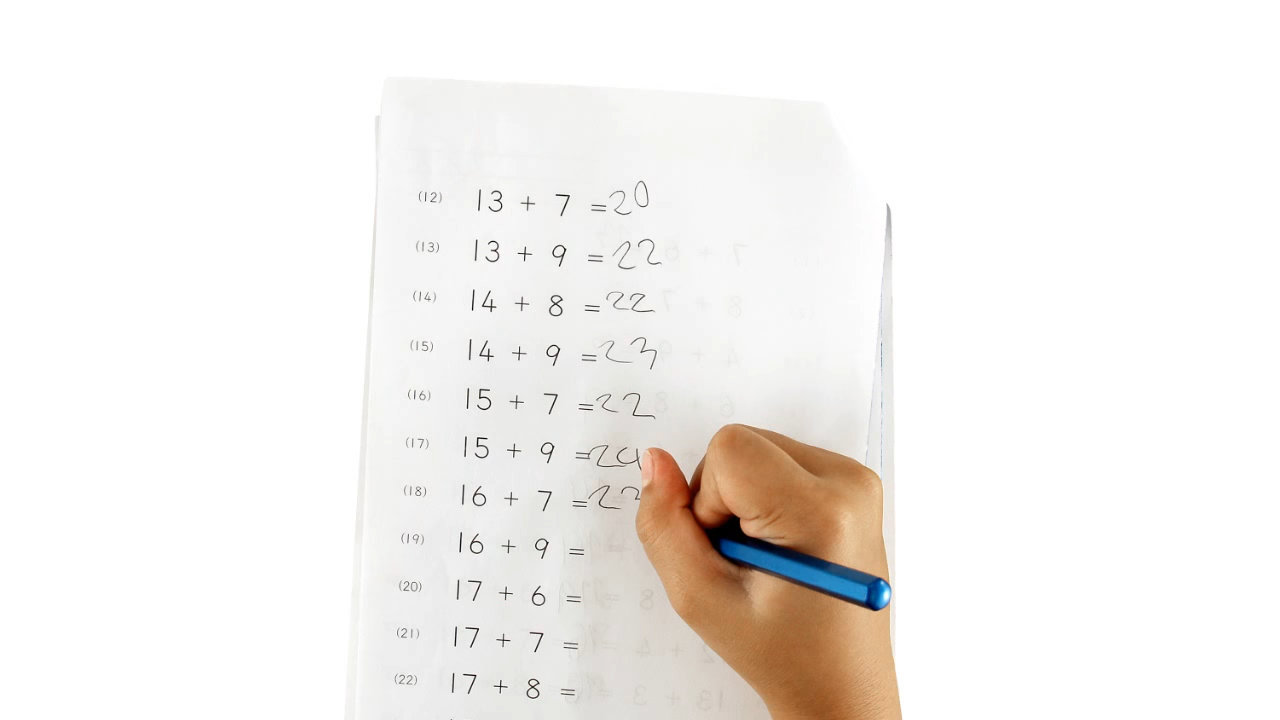 (12) 13 + 7 = 20
(13) 13 + 9 = 22
(14) 14 + 8 = 22
(15) 14 + 9 = 23
(16) 15 + 7 = 22
(17) 15 + 9 = 24
(18) 16 + 7 = 23
(19) 16 + 9 =
(20) 17 + 6 =
(21) 17 + 7 =
(22) 17 + 8 =